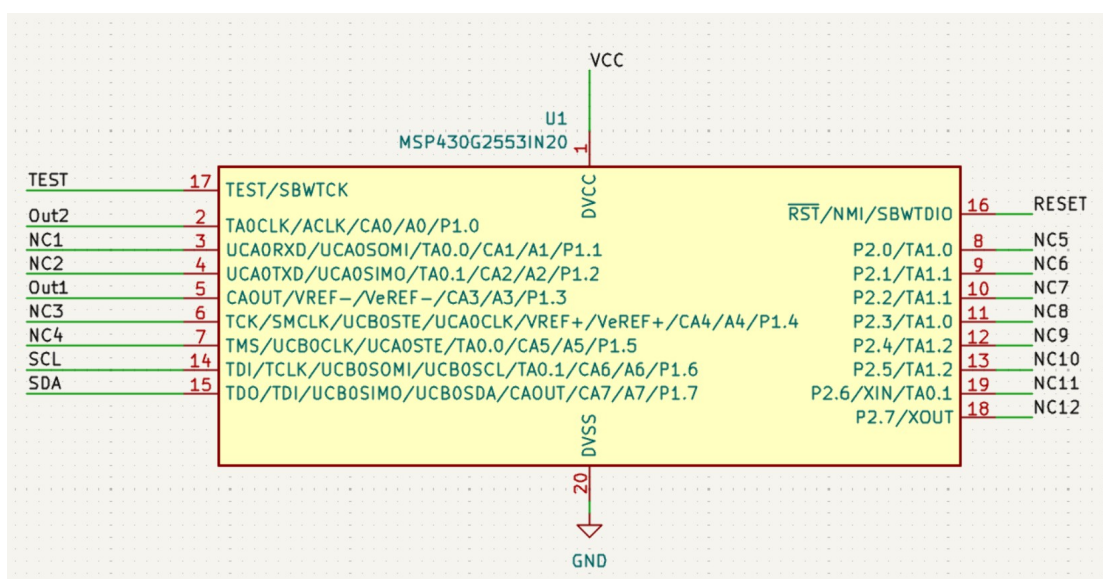 VCC
U1
MSP430G2553IN20
1
DVCC
TEST 17 TEST/SBWTCK
Out2 2 TA0CLK/ACLK/CA0/A0/P1.0
NC1 3 UCA0RXD/UCA0SOMI/TA0.0/CA1/A1/P1.1
NC2 4 UCA0TXD/UCA0SIMO/TA0.1/CA2/A2/P1.2
Out1 5 CAOUT/VREF-/VeREF-/CA3/A3/P1.3
NC3 6 TCK/SMCLK/UCB0STE/UCA0CLK/VREF+/VeREF+/CA4/A4/P1.4
NC4 7 TMS/UCB0CLK/UCA0STE/TA0.0/CA5/A5/P1.5
SCL 14 TDI/TCLK/UCB0SOMI/UCB0SCL/TA0.1/CA6/A6/P1.6
SDA 15 TDO/TDI/UCB0SIMO/UCB0SDA/CAOUT/CA7/A7/P1.7
RST/NMI/SBWTDIO 16 RESET
P2.0/TA1.0 8 NC5
P2.1/TA1.1 9 NC6
P2.2/TA1.1 10 NC7
P2.3/TA1.0 11 NC8
P2.4/TA1.2 12 NC9
P2.5/TA1.2 13 NC10
P2.6/XIN/TA0.1 19 NC11
P2.7/XOUT 18 NC12
DVSS
20
GND